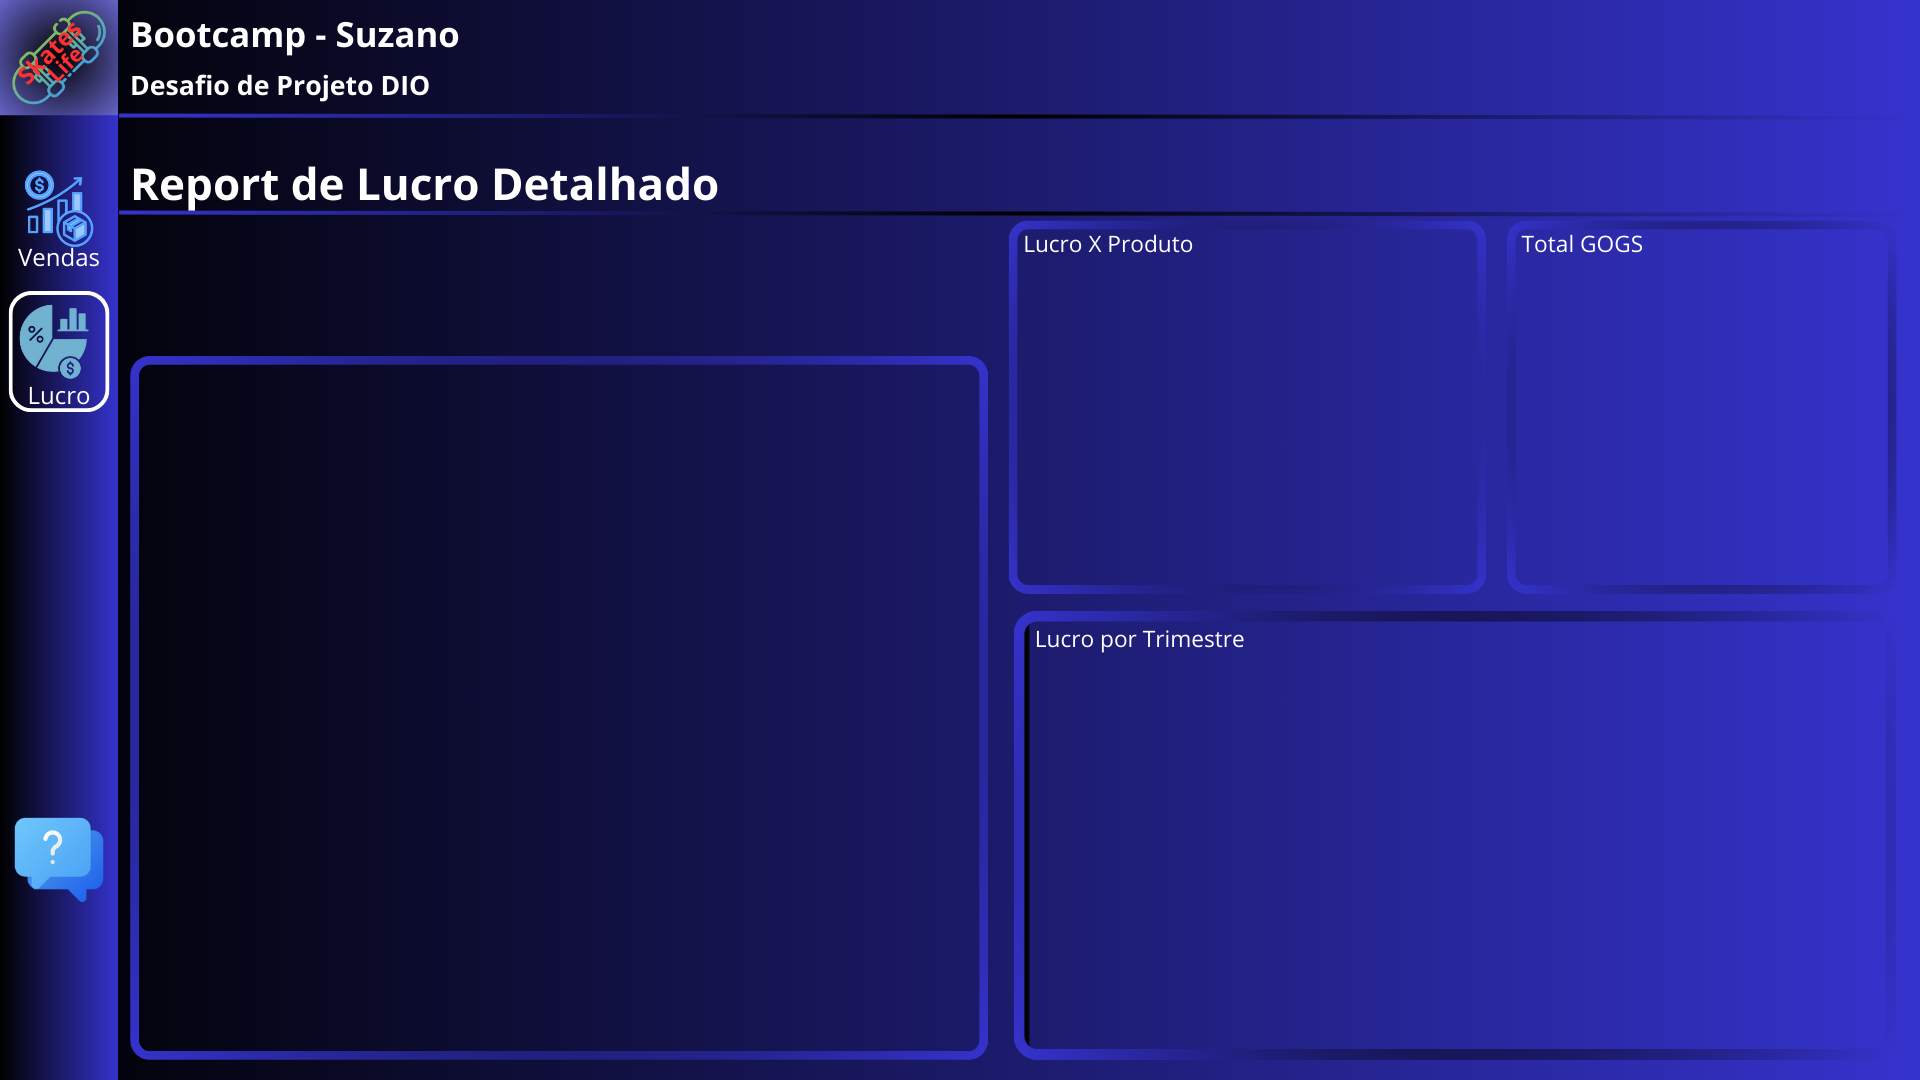 Skates
Life
Bootcamp - Suzano
Desafio de Projeto DIO
Report de Lucro Detalhado
$
Vendas
%
$
Lucro
?
Lucro X Produto
Total GOGS
Lucro por Trimestre